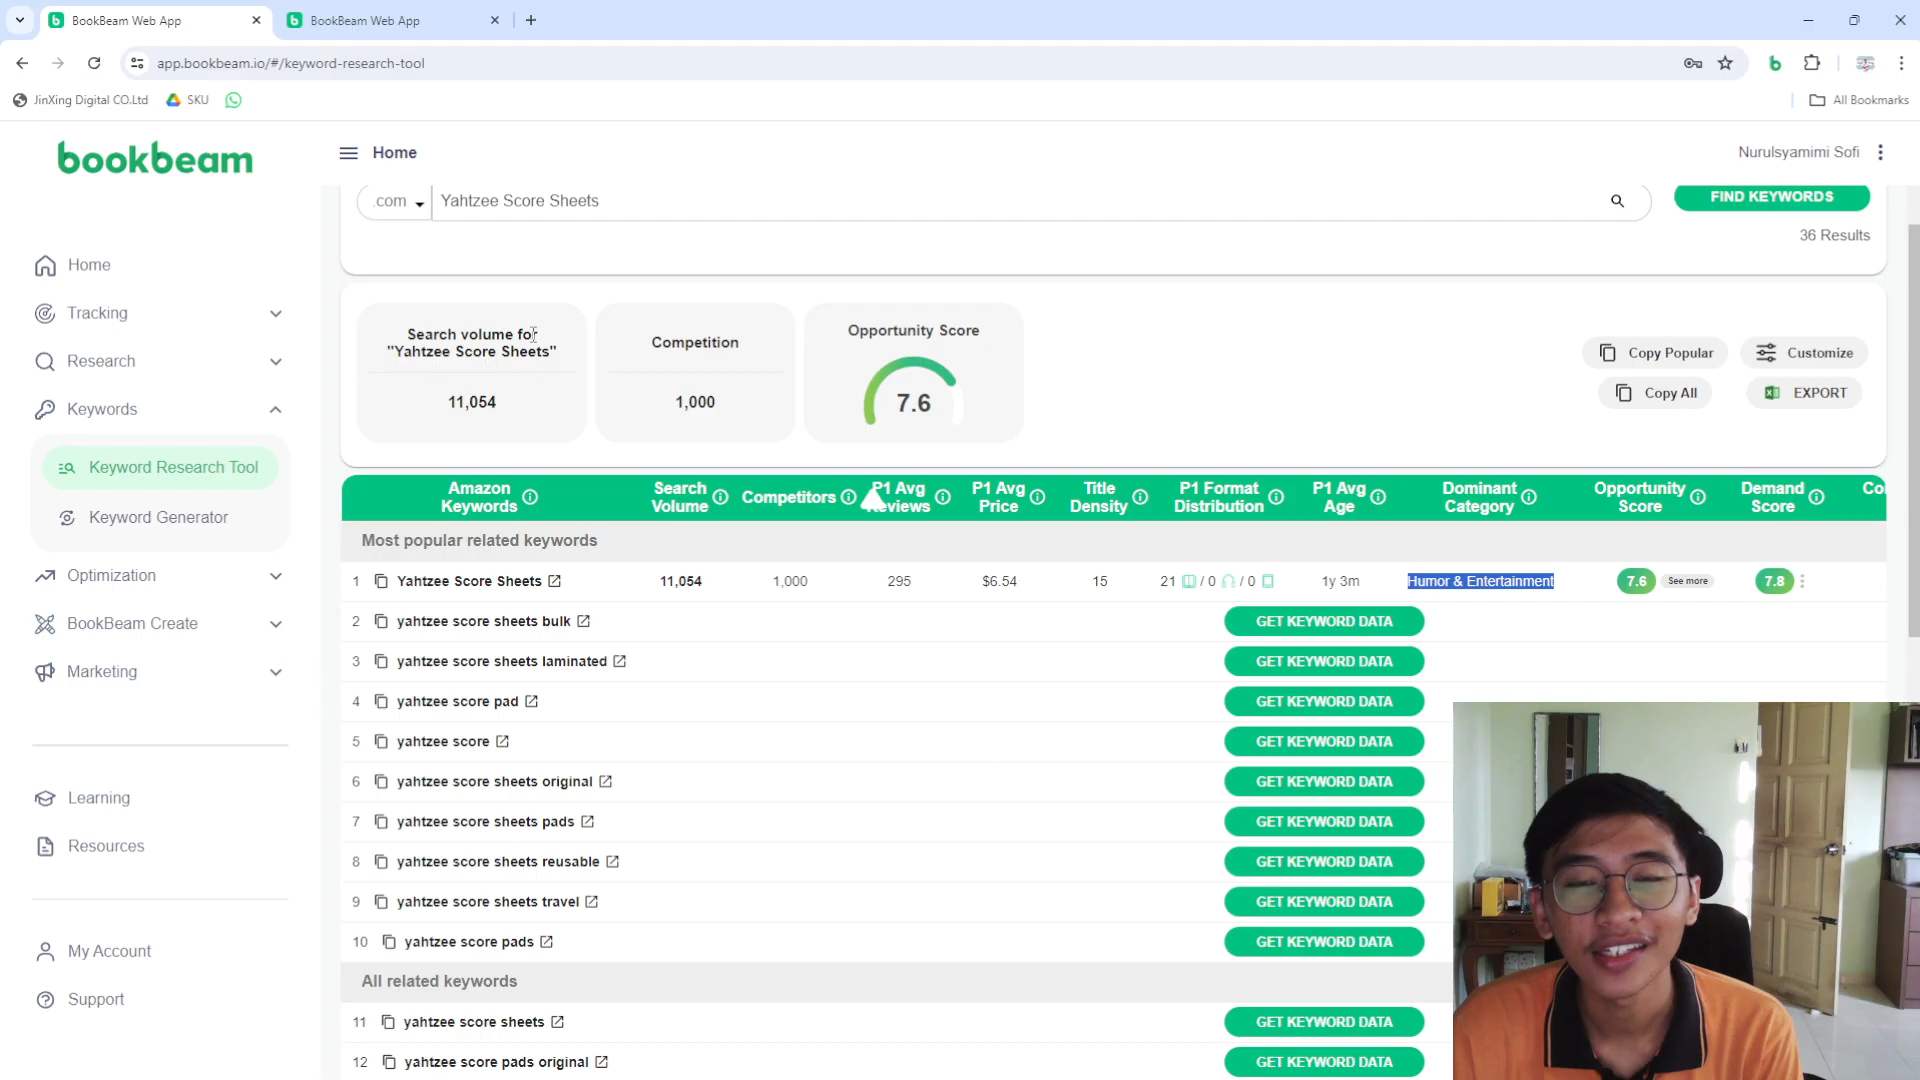 BookBeam Web App
BookBeam Web App
app.bookbeam.io/#/keyword-research-tool
JinXing Digital CO.Ltd
SKU
All Bookmarks
bookbeam
Home
Nurulsyamimi Sofi
.com
Yahtzee Score Sheets
FIND KEYWORDS
36 Results
Home
Tracking
Research
Keywords
Keyword Research Tool
Keyword Generator
Optimization
BookBeam Create
Marketing
Learning
Resources
My Account
Support
Search volume for
"Yahtzee Score Sheets"
11,054
Competition
1,000
Opportunity Score
7.6
Copy Popular
Customize
Copy All
EXPORT
Amazon Keywords
Search Volume
Competitors
P1 Avg Reviews
P1 Avg Price
Title Density
P1 Format Distribution
P1 Avg Age
Dominant Category
Opportunity Score
Demand Score
Co
Most popular related keywords
1 Yahtzee Score Sheets 11,054 1,000 295 $6.54 15 21 / 0 / 0 1y 3m Humor & Entertainment 7.6 See more 7.8
2 yahtzee score sheets bulk GET KEYWORD DATA
3 yahtzee score sheets laminated GET KEYWORD DATA
4 yahtzee score pad GET KEYWORD DATA
5 yahtzee score GET KEYWORD DATA
6 yahtzee score sheets original GET KEYWORD DATA
7 yahtzee score sheets pads GET KEYWORD DATA
8 yahtzee score sheets reusable GET KEYWORD DATA
9 yahtzee score sheets travel GET KEYWORD DATA
10 yahtzee score pads GET KEYWORD DATA
All related keywords
11 yahtzee score sheets GET KEYWORD DATA
12 yahtzee score pads original GET KEYWORD DATA